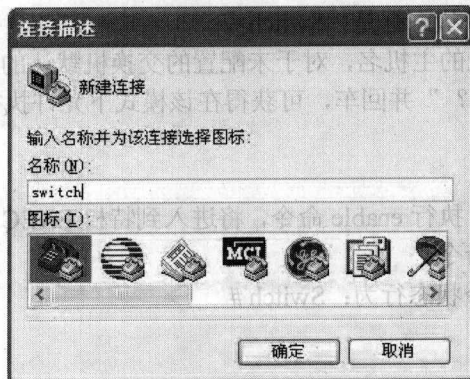 连接描述
新建连接
输入名称并为该连接选择图标:
名称(N):
switch
图标(I):
MCI
确定
取消